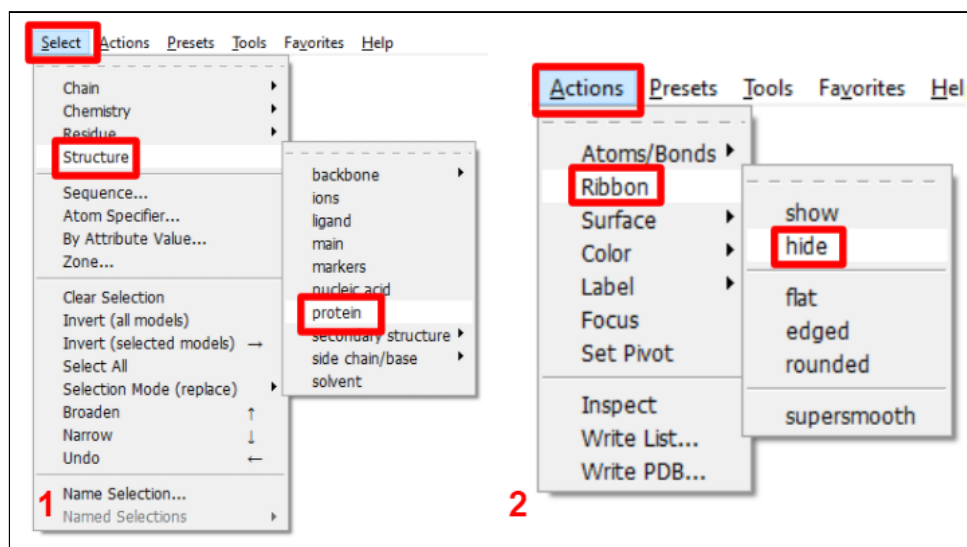 Select Actions Presets Tools Favorites Help
Chain
Chemistry
Residue
Structure
Sequence...
Atom Specifier...
By Attribute Value...
Zone...
Clear Selection
Invert (all models)
Invert (selected models) →
Select All
Selection Mode (replace)
Broaden ↑
Narrow ↓
Undo ←
Name Selection...
Named Selections
1
backbone
ions
ligand
main
markers
nucleic acid
protein
secondary structure
side chain/base
solvent
Actions Presets Tools Favorites Hel
Atoms/Bonds
Ribbon
Surface
Color
Label
Focus
Set Pivot
Inspect
Write List...
Write PDB...
2
show
hide
flat
edged
rounded
supersmooth